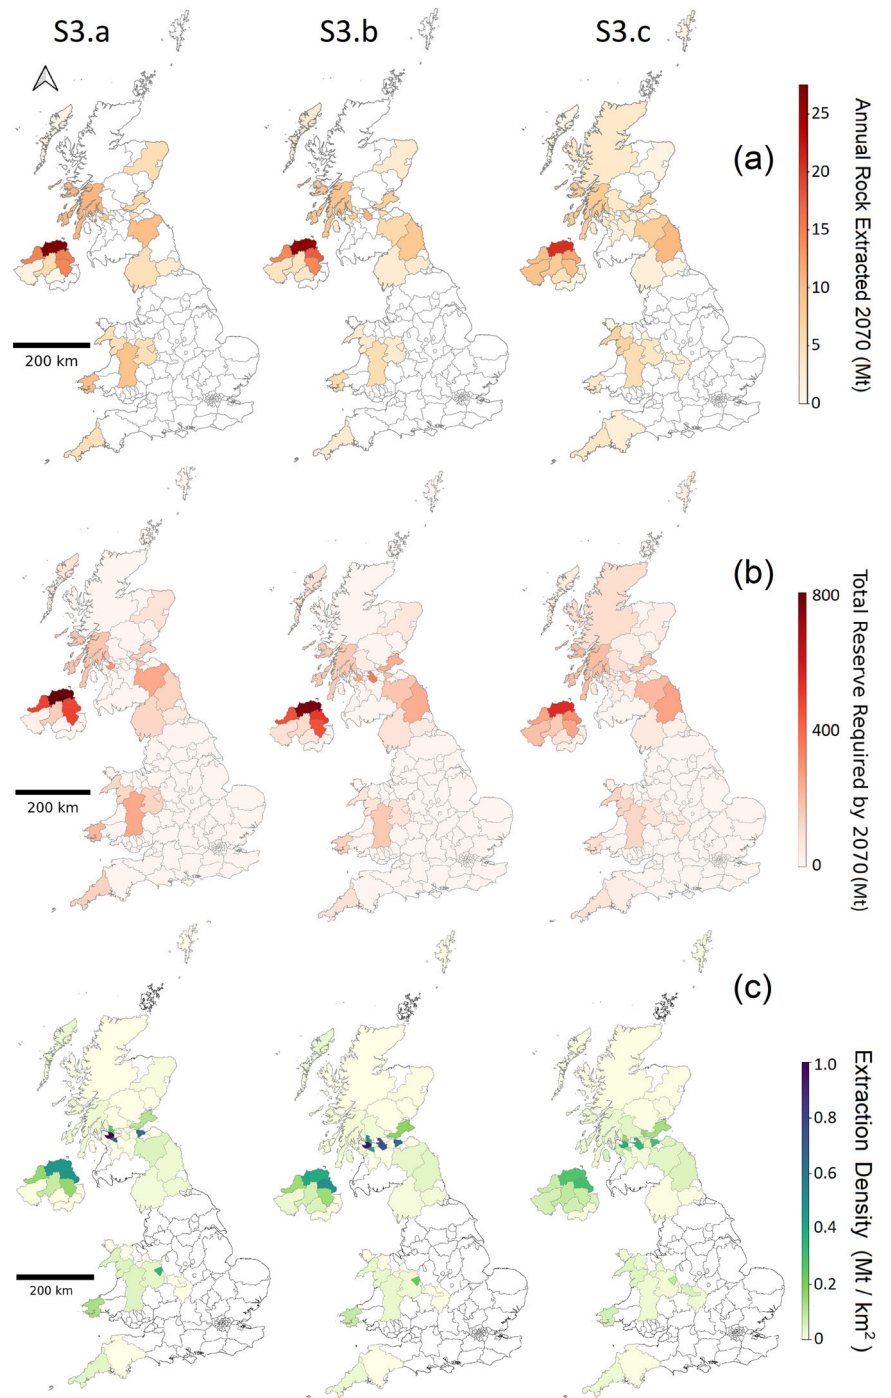 S3.a
S3.b
S3.c
(a)
25
20
15
10
5
0
Annual Rock Extracted 2070 (Mt)
200 km
(b)
800
400
0
Total Reserve Required by 2070 (Mt)
200 km
(c)
1.0
0.8
0.6
0.4
0.2
0
Extraction Density (Mt / km²)
200 km